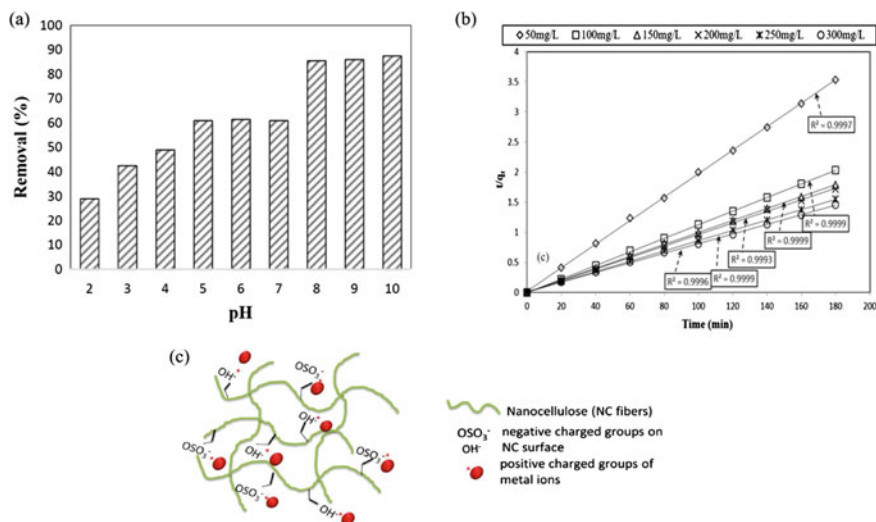 (a)
100
90
80
70
60
50
40
30
20
10
0
Removal (%)
2 3 4 5 6 7 8 9 10
pH
(b)
50mg/L 100mg/L 150mg/L 200mg/L 250mg/L 300mg/L
4
3.5
3
2.5
2
1.5
1
0.5
0
t/qt
R² = 0.9997
R² = 0.9999
R² = 0.9999
R² = 0.9993
R² = 0.9999
R² = 0.9996
(c)
0 20 40 60 80 100 120 140 160 180 200
Time (min)
(c)
OH-
OSO3-
OH-
OSO3-
OH-
OSO3-
OSO3-
OH-
Nanocellulose (NC fibers)
OSO3- negative charged groups on
OH- NC surface
positive charged groups of
metal ions